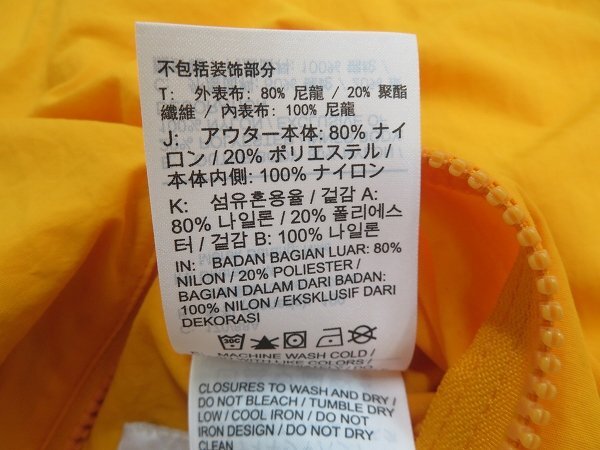 不包括装饰部分
T: 外表布: 80% 尼龍 / 20% 聚酯
纖維 / 內表布: 100% 尼龍
J: アウター本体: 80% ナイ
ロン / 20% ポリエステル /
本体内側: 100% ナイロン
K: 섬유혼용율 / 겉감 A:
80% 나일론 / 20% 폴리에스
터 / 겉감 B: 100% 나일론
IN: BADAN BAGIAN LUAR: 80%
NILON / 20% POLIESTER /
BAGIAN DALAM DARI BADAN:
100% NILON / EKSKLUSIF DARI
DEKORASI
30C
MACHINE WASH COLD /
WITH LIKE COLORS /
CLOSURES TO WASH AND DRY /
DO NOT BLEACH / TUMBLE DRY
LOW / COOL IRON / DO NOT
IRON DESIGN / DO NOT DRY
CLEAN